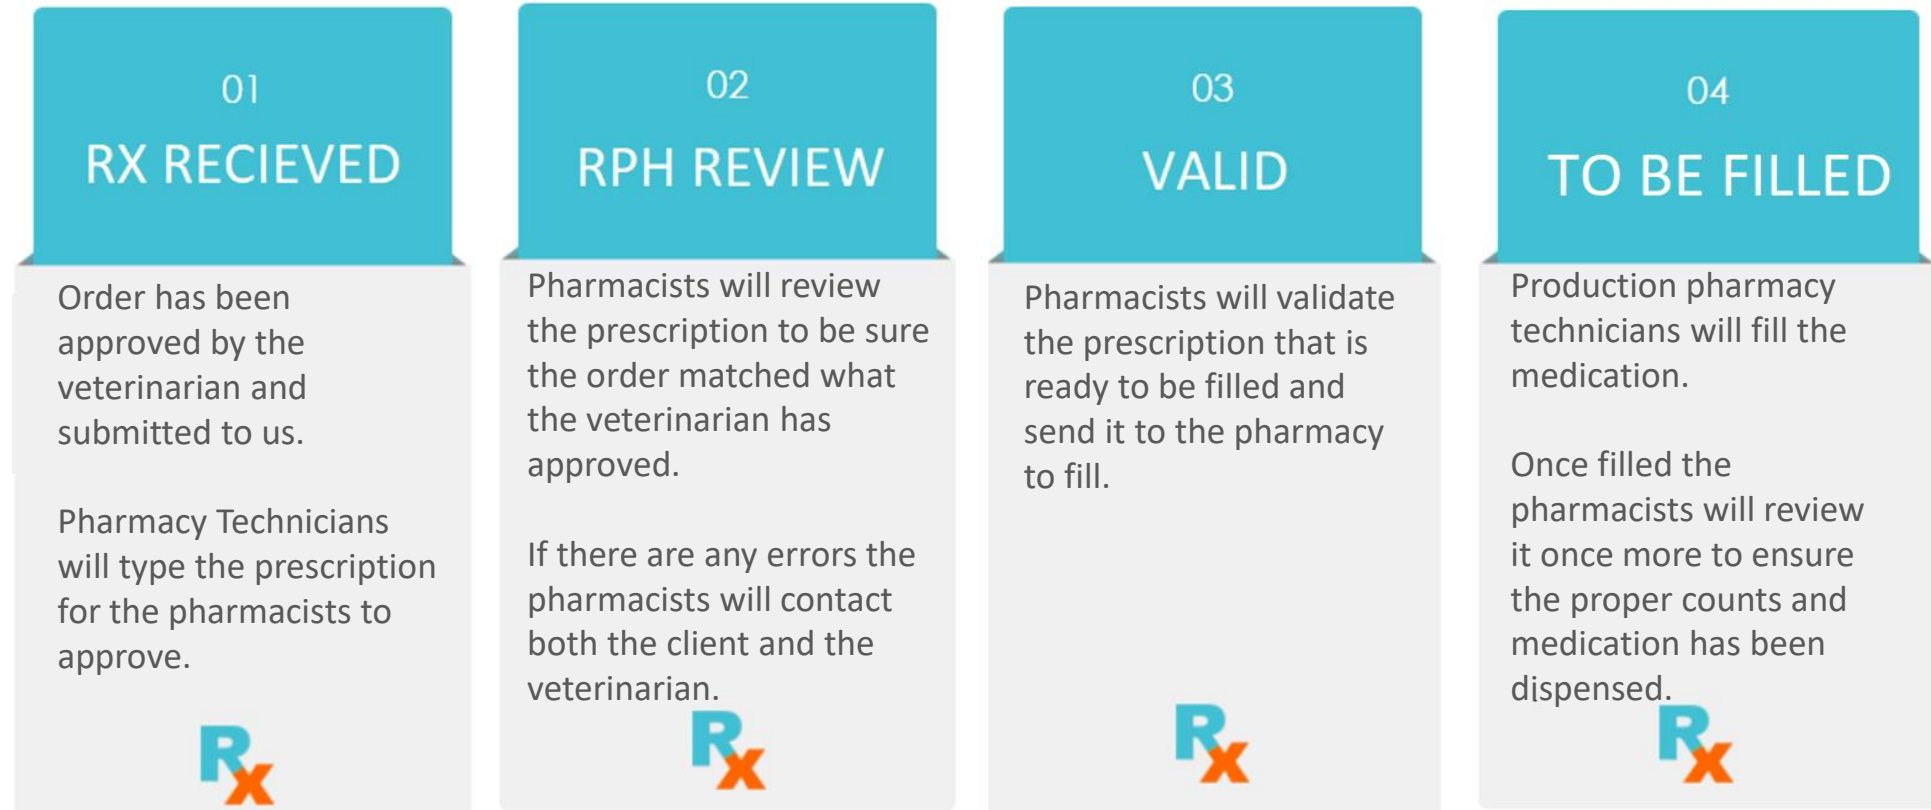 01
RX RECIEVED
Order has been
approved by the
veterinarian and
submitted to us.
Pharmacy Technicians
will type the prescription
for the pharmacists to
approve.
Rx
02
RPH REVIEW
Pharmacists will review
the prescription to be sure
the order matched what
the veterinarian has
approved.
If there are any errors the
pharmacists will contact
both the client and the
veterinarian.
Rx
03
VALID
Pharmacists will validate
the prescription that is
ready to be filled and
send it to the pharmacy
to fill.
Rx
04
TO BE FILLED
Production pharmacy
technicians will fill the
medication.
Once filled the
pharmacists will review
it once more to ensure
the proper counts and
medication has been
dispensed.
Rx